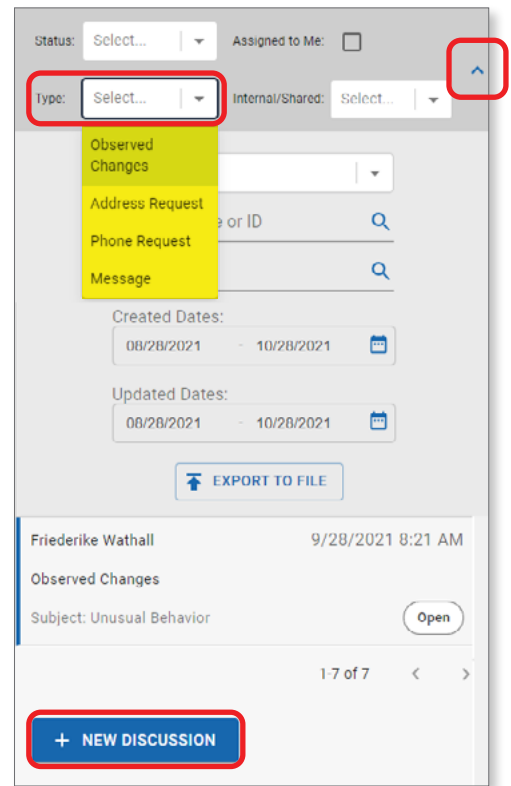 Status: Select... Assigned to Me:
Type: Select... Internal/Shared: Select...
Observed
Changes
Address Request
e or ID
Phone Request
Message
Created Dates:
08/28/2021 - 10/28/2021
Updated Dates:
08/28/2021 - 10/28/2021
EXPORT TO FILE
Friederike Wathall 9/28/2021 8:21 AM
Observed Changes
Subject: Unusual Behavior Open
1-7 of 7 < >
+ NEW DISCUSSION